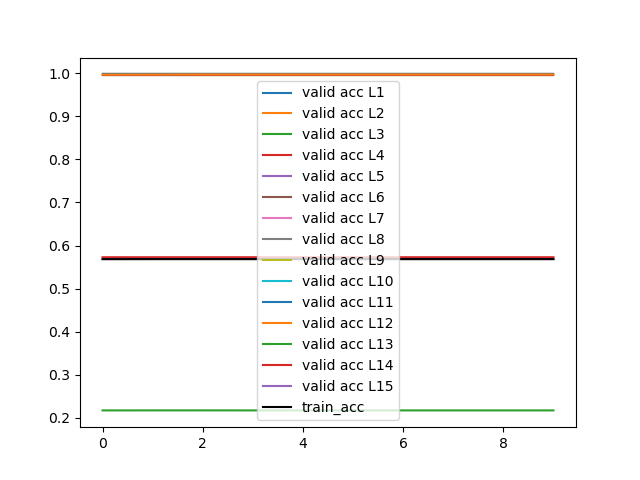 1.0
0.9
0.8
0.7
0.6
0.5
0.4
0.3
0.2
valid acc L1
valid acc L2
valid acc L3
valid acc L4
valid acc L5
valid acc L6
valid acc L7
valid acc L8
valid acc L9
valid acc L10
valid acc L11
valid acc L12
valid acc L13
valid acc L14
valid acc L15
train_acc
0 2 4 6 8